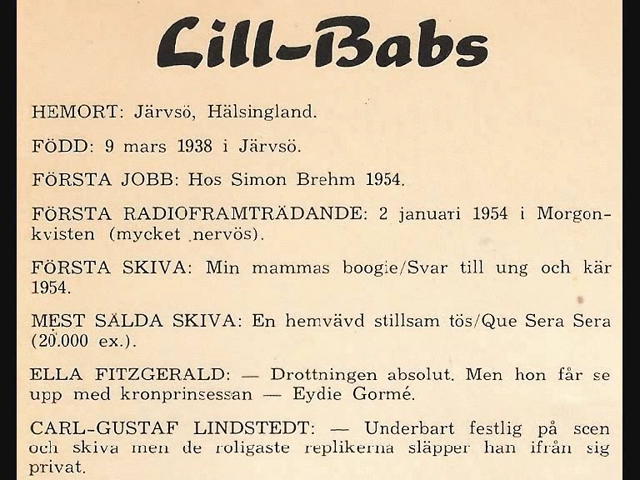 Lill-Babs
HEMORT: Järvsö, Hälsingland.
FÖDD: 9 mars 1938 i Järvsö.
FÖRSTA JOBB: Hos Simon Brehm 1954.
FÖRSTA RADIOFRAMTRÄDANDE: 2 januari 1954 i Morgon-
kvisten (mycket nervös).
FÖRSTA SKIVA: Min mammas boogie/Svar till ung och kär
1954.
MEST SÅLDA SKIVA: En hemvävd stillsam tös/Que Sera Sera
(20.000 ex.).
ELLA FITZGERALD: — Drottningen absolut. Men hon får se
upp med kronprinsessan — Eydie Gormé.
CARL-GUSTAF LINDSTEDT: — Underbart festlig på scen
och skiva men de roligaste replikerna släpper han ifrån sig
privat.